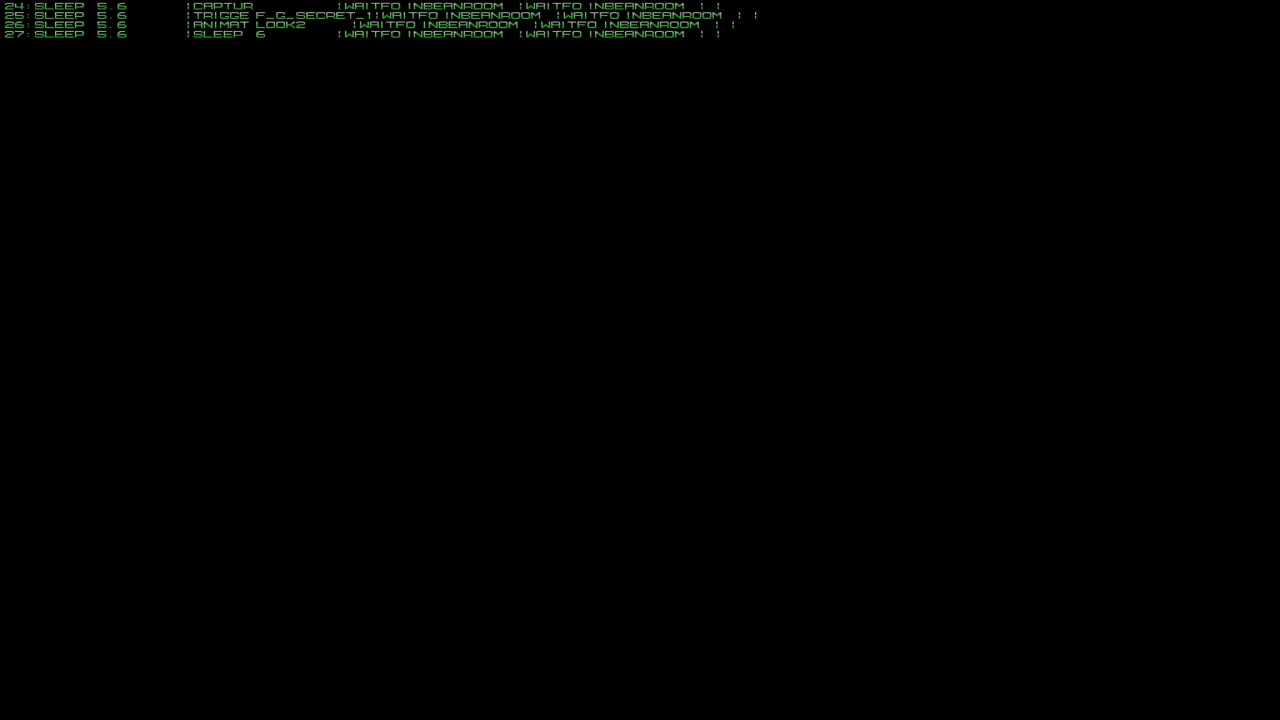 24:SLEEP 5.6 |CAPTUR |WAITFO INBEANROOM |WAITFO INBEANROOM | |
25:SLEEP 5.6 |TRIGGE F_G_SECRET_1|WAITFO INBEANROOM |WAITFO INBEANROOM | |
26:SLEEP 5.6 |ANIMAT LOOK2 |WAITFO INBEANROOM |WAITFO INBEANROOM | |
27:SLEEP 5.6 |SLEEP 6 |WAITFO INBEANROOM |WAITFO INBEANROOM | |